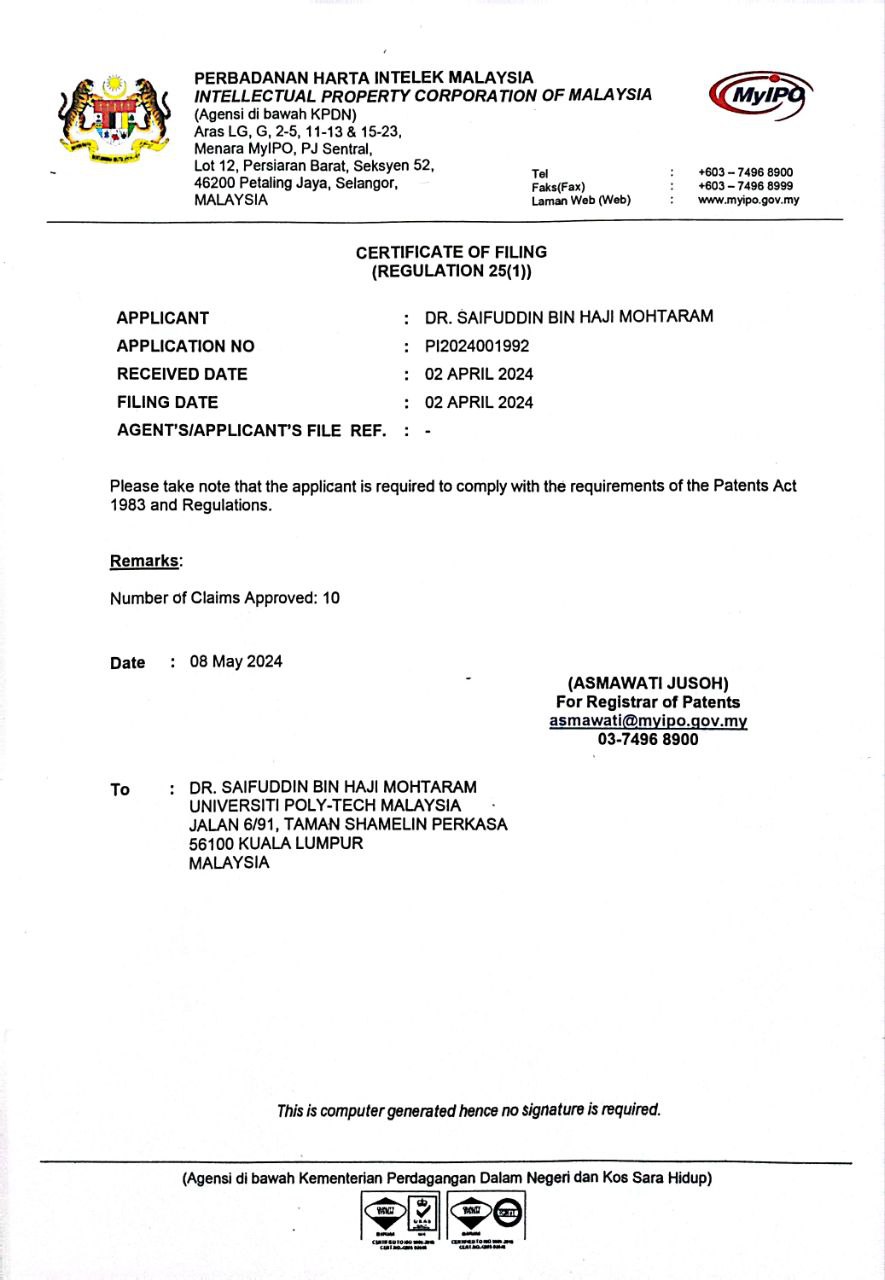 PERBADANAN HARTA INTELEK MALAYSIA
INTELLECTUAL PROPERTY CORPORATION OF MALAYSIA
(Agensi di bawah KPDN)
Aras LG, G, 2-5, 11-13 & 15-23,
Menara MyIPO, PJ Sentral,
Lot 12, Persiaran Barat, Seksyen 52,
46200 Petaling Jaya, Selangor,
MALAYSIA
MyIPO
Tel : +603 – 7496 8900
Faks(Fax) : +603 – 7496 8999
Laman Web (Web) : www.myipo.gov.my
CERTIFICATE OF FILING
(REGULATION 25(1))
APPLICANT : DR. SAIFUDDIN BIN HAJI MOHTARAM
APPLICATION NO : PI2024001992
RECEIVED DATE : 02 APRIL 2024
FILING DATE : 02 APRIL 2024
AGENT'S/APPLICANT'S FILE REF. : -
Please take note that the applicant is required to comply with the requirements of the Patents Act
1983 and Regulations.
Remarks:
Number of Claims Approved: 10
Date : 08 May 2024
(ASMAWATI JUSOH)
For Registrar of Patents
asmawati@myipo.gov.my
03-7496 8900
To : DR. SAIFUDDIN BIN HAJI MOHTARAM
UNIVERSITI POLY-TECH MALAYSIA
JALAN 6/91, TAMAN SHAMELIN PERKASA
56100 KUALA LUMPUR
MALAYSIA
This is computer generated hence no signature is required.
(Agensi di bawah Kementerian Perdagangan Dalam Negeri dan Kos Sara Hidup)